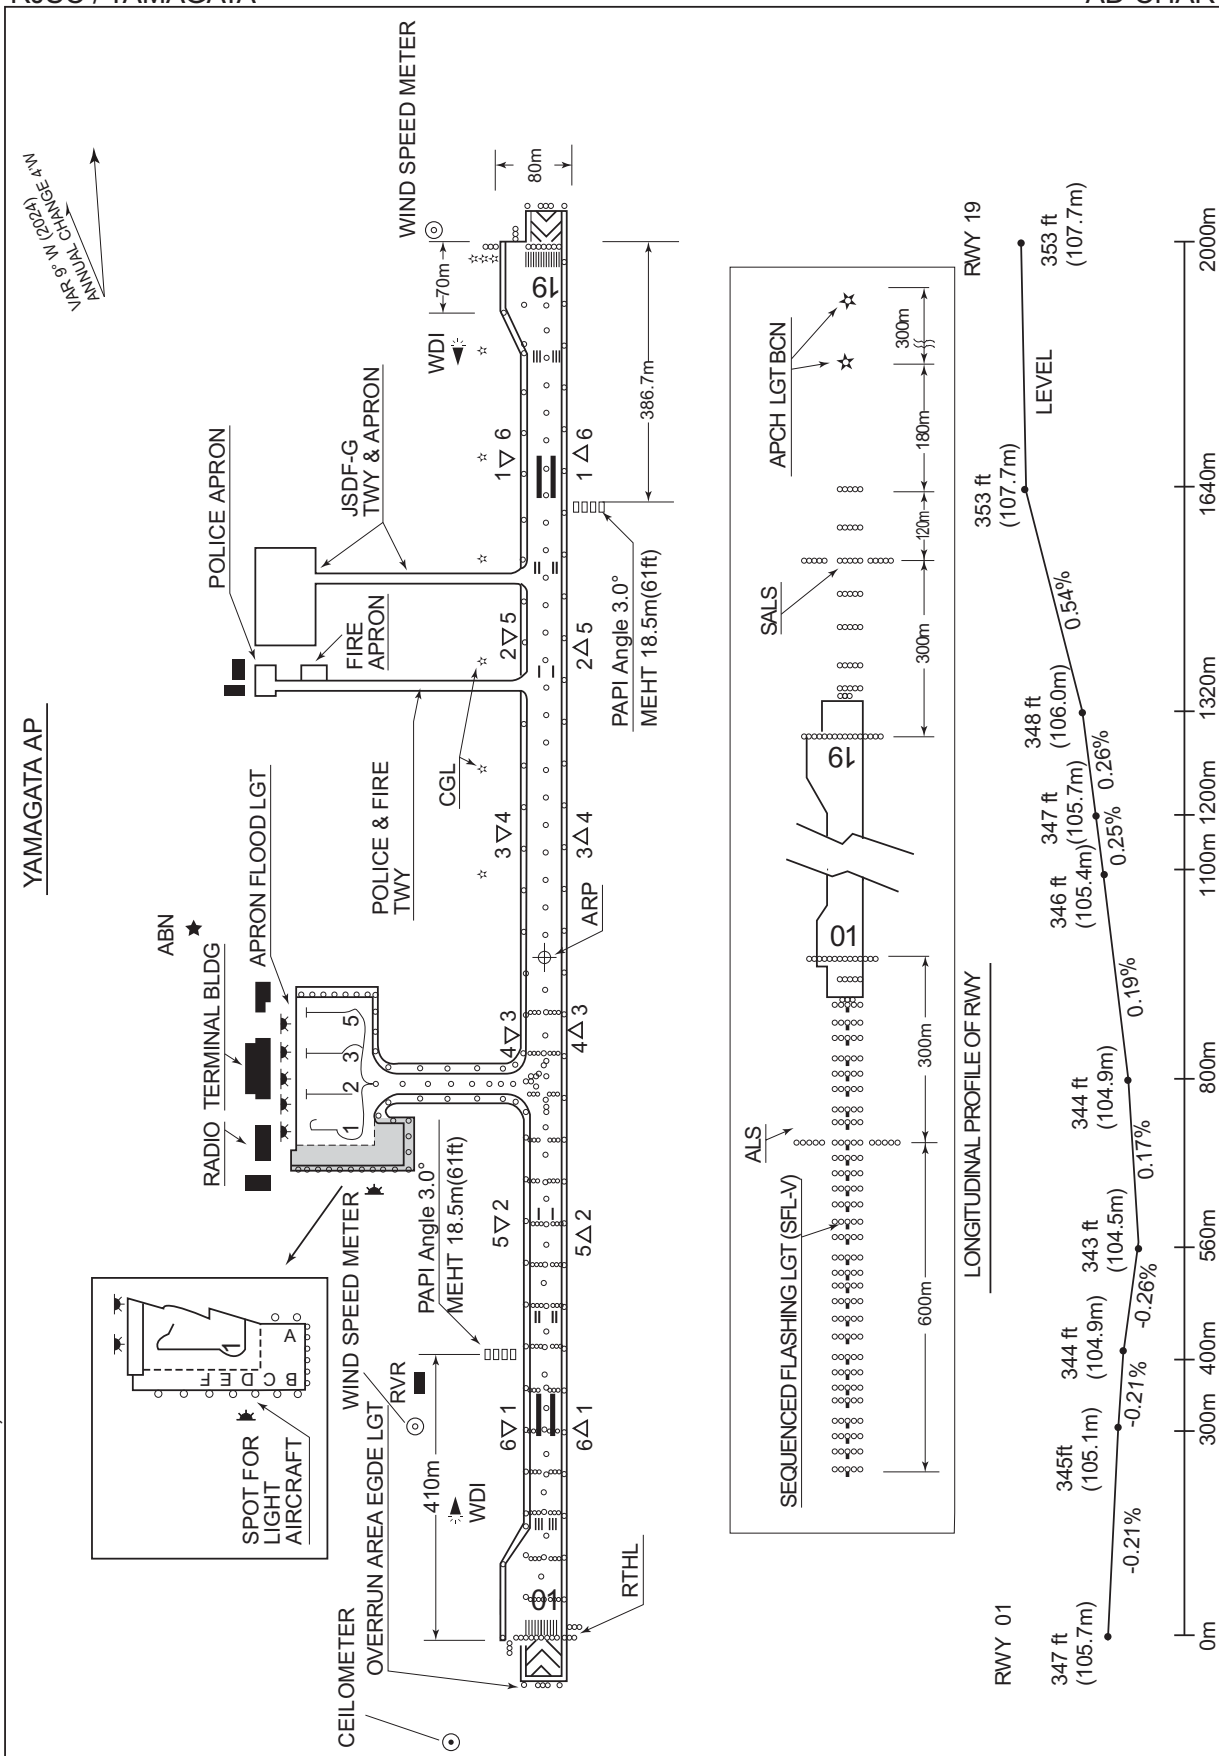 RJSC / YAMAGATA
YAMAGATA AP
VAR 9° W (2024)
ANNUAL CHANGE 4'W
SPOT FOR
LIGHT
AIRCRAFT
1
A
B
C
D
E
F
RADIO
TERMINAL BLDG
ABN
APRON FLOOD LGT
1
2
3
5
POLICE APRON
FIRE
APRON
JSDF-G
TWY & APRON
POLICE & FIRE
TWY
CGL
CEILOMETER
OVERRUN AREA EGDE LGT
WIND SPEED METER
RVR
410m
WDI
PAPI Angle 3.0°
MEHT 18.5m(61ft)
WDI
70m
WIND SPEED METER
80m
6 ▽ 1
5 ▽ 2
4 ▽ 3
3 ▽ 4
2 ▽ 5
1 ▽ 6
01
19
6 △ 1
5 △ 2
4 △ 3
3 △ 4
2 △ 5
1 △ 6
RTHL
ARP
PAPI Angle 3.0°
MEHT 18.5m(61ft)
386.7m
SEQUENCED FLASHING LGT (SFL-V)
ALS
SALS
APCH LGT BCN
01
19
600m
300m
300m
120m
180m
300m
LONGITUDINAL PROFILE OF RWY
RWY 01
RWY 19
347 ft
(105.7m)
345ft
(105.1m)
344 ft
(104.9m)
343 ft
(104.5m)
344 ft
(104.9m)
346 ft
(105.4m)
347 ft
(105.7m)
348 ft
(106.0m)
353 ft
(107.7m)
353 ft
(107.7m)
-0.21%
-0.21%
-0.26%
0.17%
0.19%
0.25%
0.26%
0.54%
LEVEL
0m
300m
400m
560m
800m
1100m
1200m
1320m
1640m
2000m